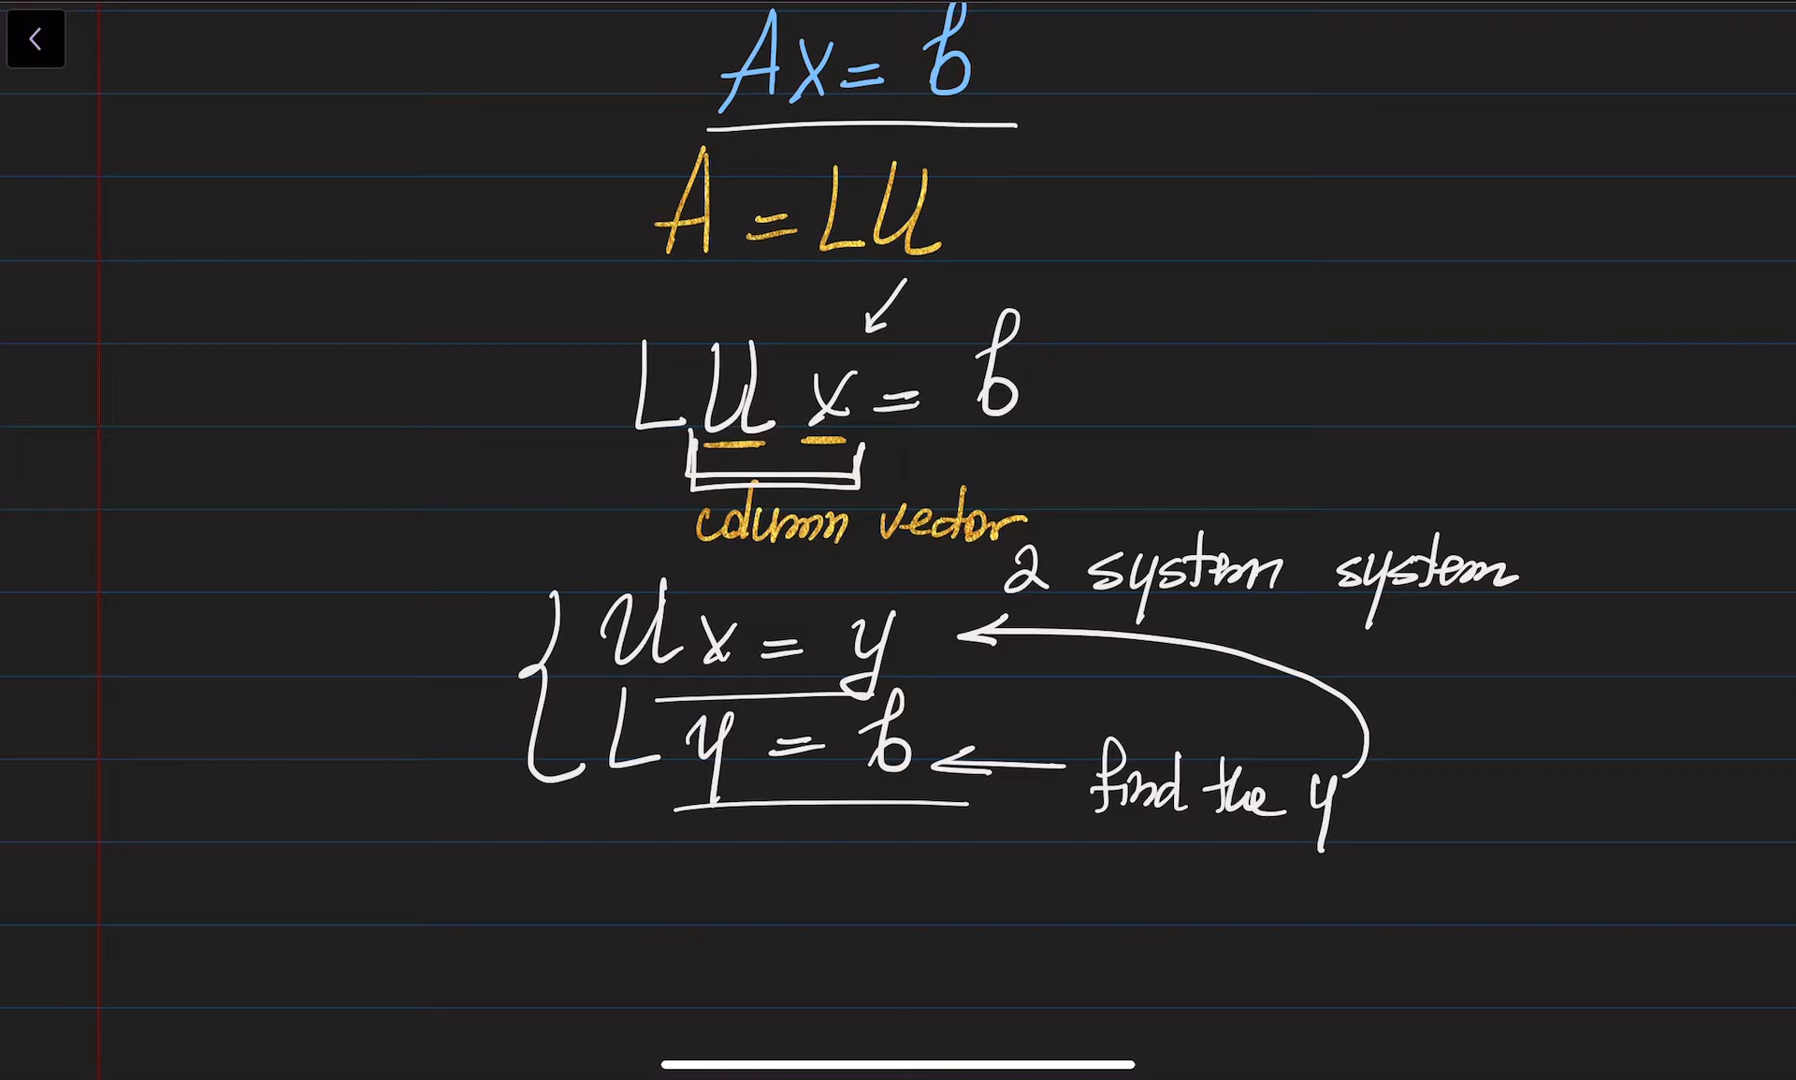 Ax = b
A = LU
LUx = b
column vector
2 system system
Ux = y
Ly = b
find the y